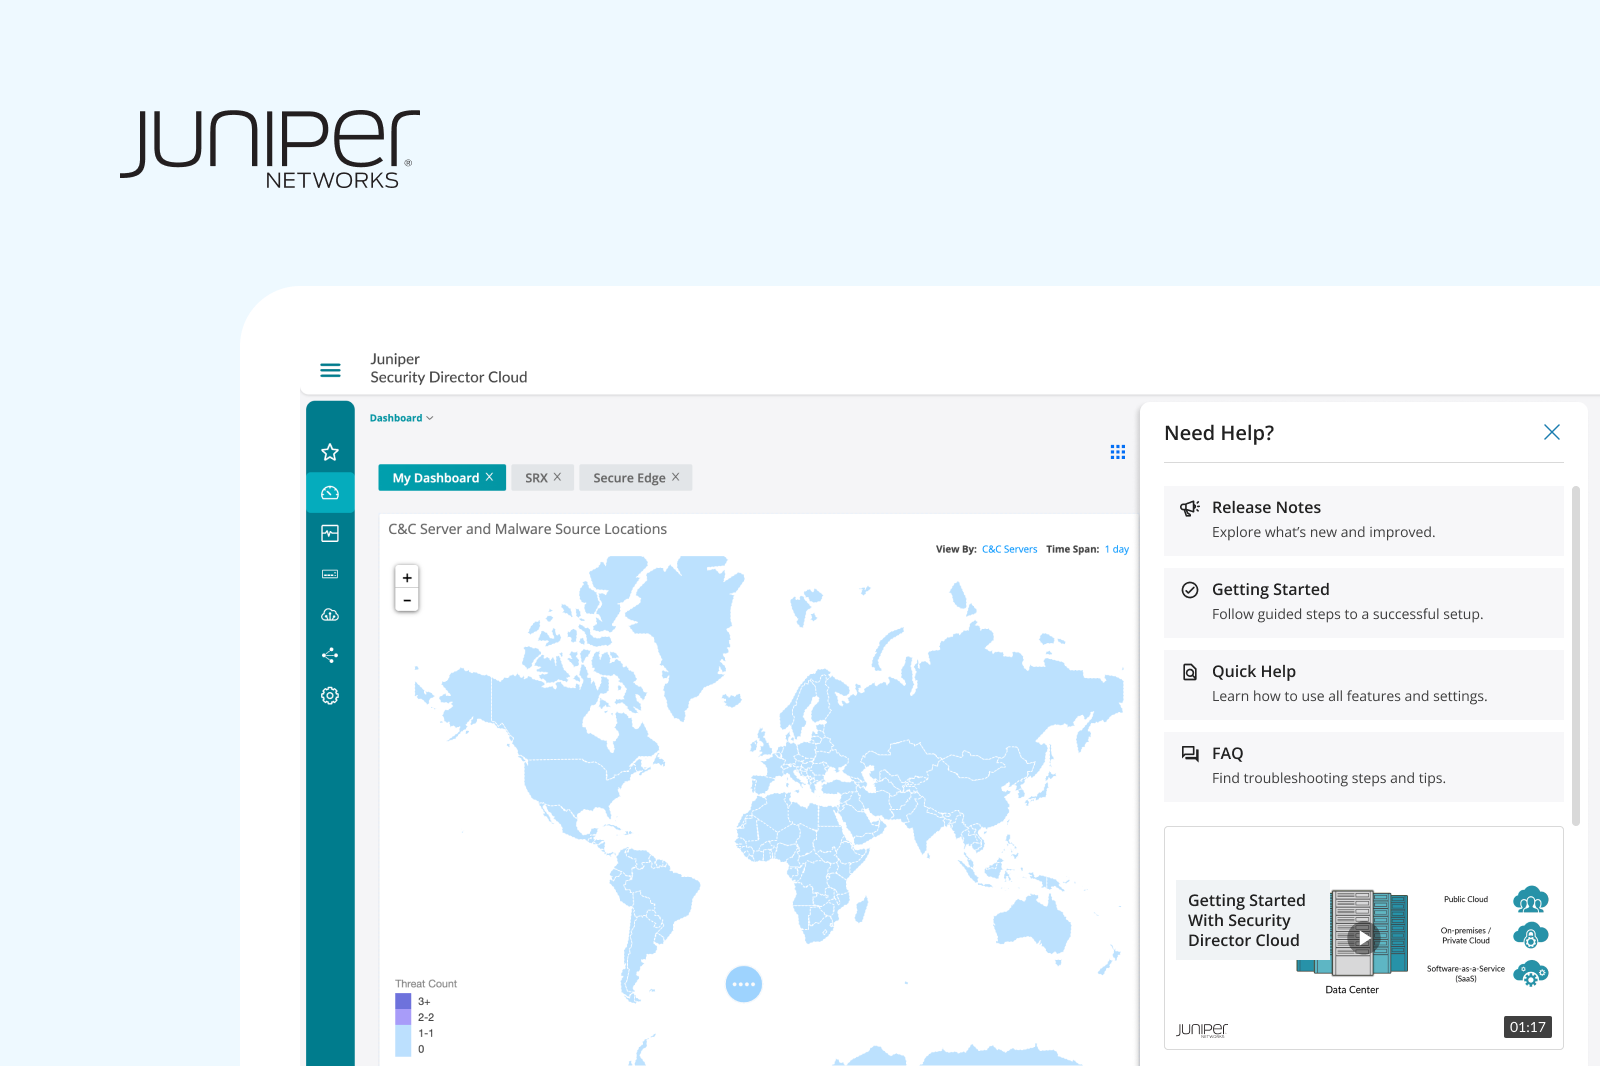 JUNIPER®
NETWORKS
Juniper
Security Director Cloud
Dashboard
My Dashboard X
SRX X
Secure Edge X
C&C Server and Malware Source Locations
View By: C&C Servers Time Span: 1 day
+
−
Threat Count
3+
2-2
1-1
0
Need Help?
Release Notes
Explore what’s new and improved.
Getting Started
Follow guided steps to a successful setup.
Quick Help
Learn how to use all features and settings.
FAQ
Find troubleshooting steps and tips.
Getting Started
With Security
Director Cloud
Data Center
Public Cloud
On-premises /
Private Cloud
Software-as-a-Service
(SaaS)
JUNIPER
NETWORKS
01:17